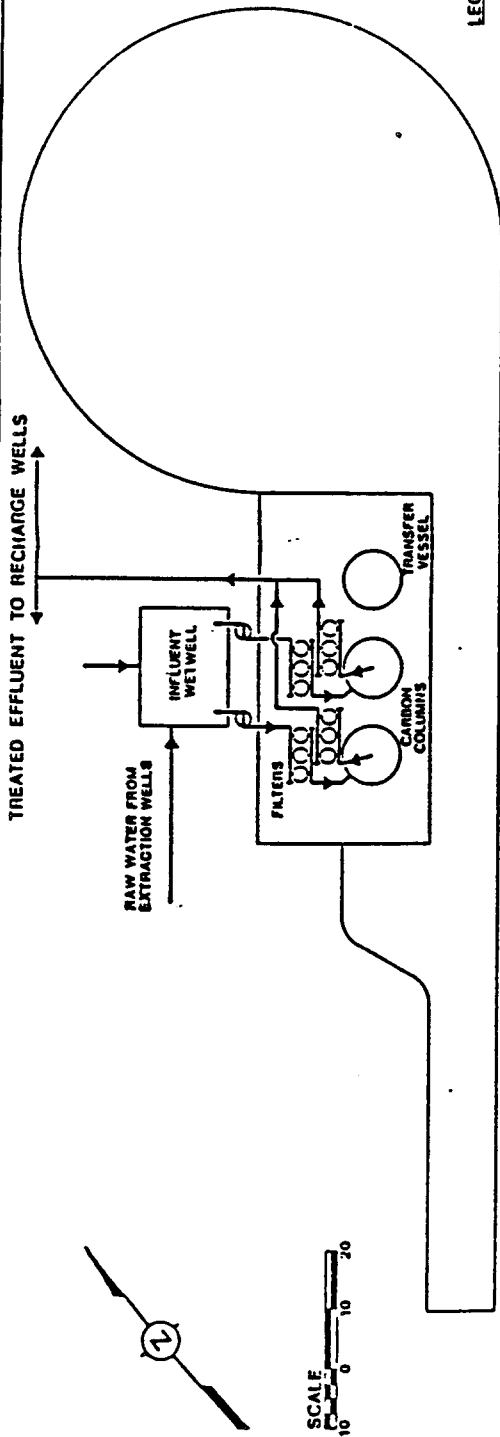 TREATED EFFLUENT TO RECHARGE WELLS
RAW WATER FROM
EXTRACTION WELLS
INFLUENT
WETWELL
FILTERS
CARBON
COLUMNS
TRANSFER
VESSEL
N
SCALE
10 0 10 20